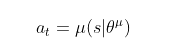 a_t = μ(s|θ^μ)